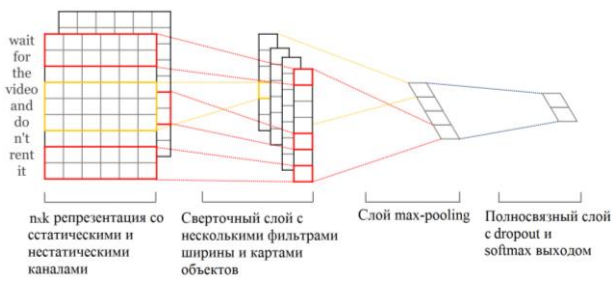 wait
for
the
video
and
do
n't
rent
it
nxk репрезентация со
сстатическими и
нестатическими
каналами
Сверточный слой с
несколькими фильтрами
ширины и картами
объектов
Слой max-pooling
Полносвязный слой
с dropout и
softmax выходом